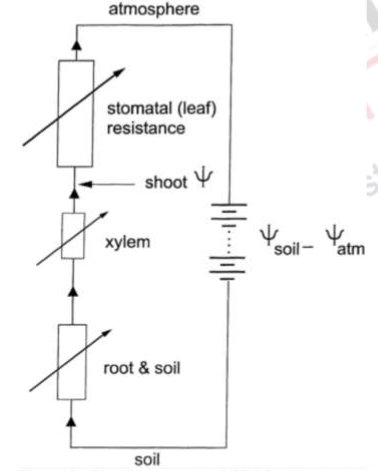 atmosphere
stomatal (leaf)
resistance
shoot Ψ
xylem
Ψsoil – Ψatm
root & soil
soil